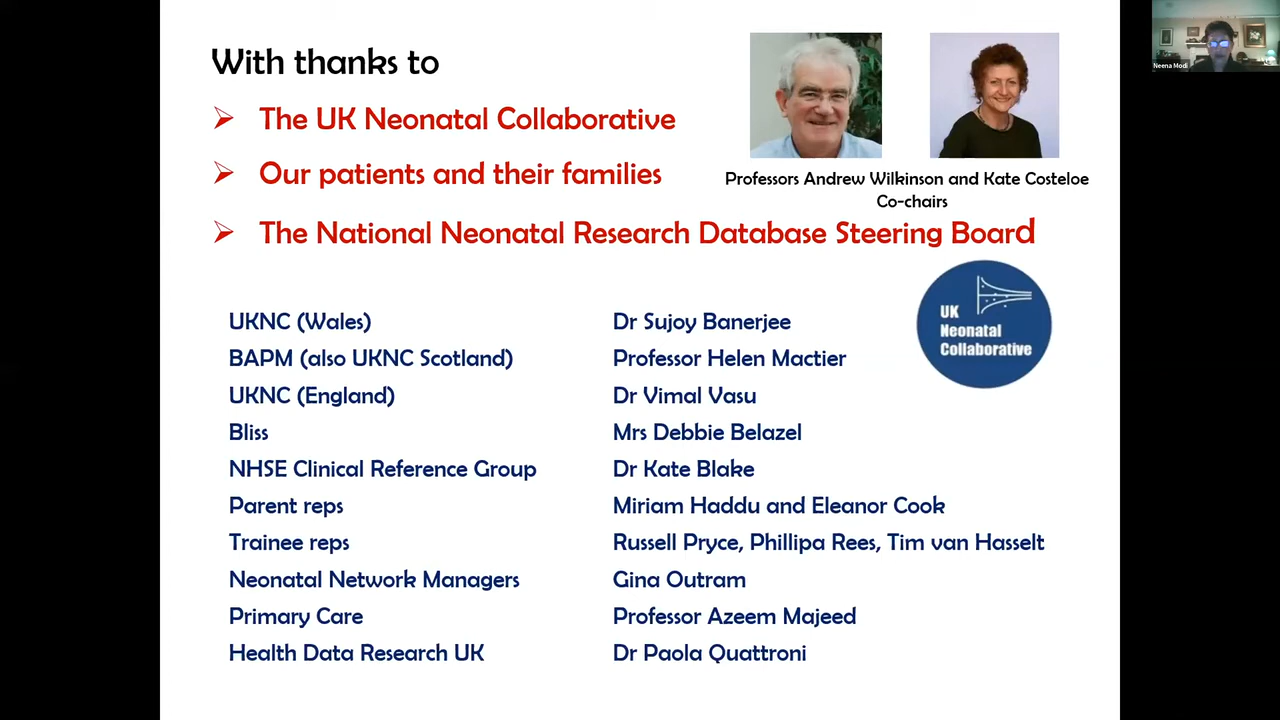 With thanks to
➢ The UK Neonatal Collaborative
➢ Our patients and their families
Professors Andrew Wilkinson and Kate Costeloe
Co-chairs
➢ The National Neonatal Research Database Steering Board
UK
Neonatal
Collaborative
UKNC (Wales) Dr Sujoy Banerjee
BAPM (also UKNC Scotland) Professor Helen Mactier
UKNC (England) Dr Vimal Vasu
Bliss Mrs Debbie Belazel
NHSE Clinical Reference Group Dr Kate Blake
Parent reps Miriam Haddu and Eleanor Cook
Trainee reps Russell Pryce, Phillipa Rees, Tim van Hasselt
Neonatal Network Managers Gina Outram
Primary Care Professor Azeem Majeed
Health Data Research UK Dr Paola Quattroni
Neena Modi